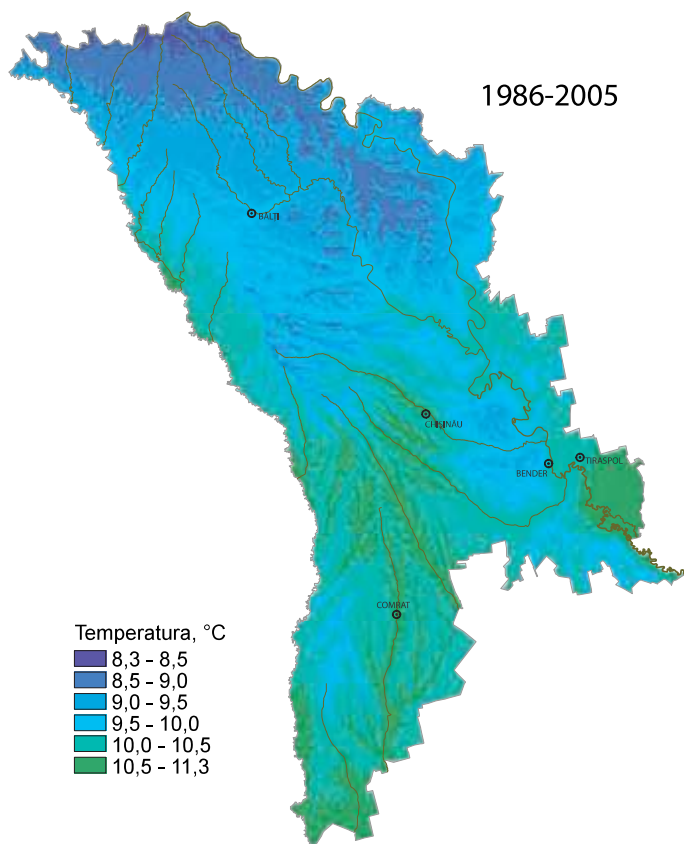 1986-2005
BĂLȚI
CHIȘINĂU
TIRASPOL
BENDER
COMRAT
Temperatura, °C
8,3 – 8,5
8,5 – 9,0
9,0 – 9,5
9,5 – 10,0
10,0 – 10,5
10,5 – 11,3